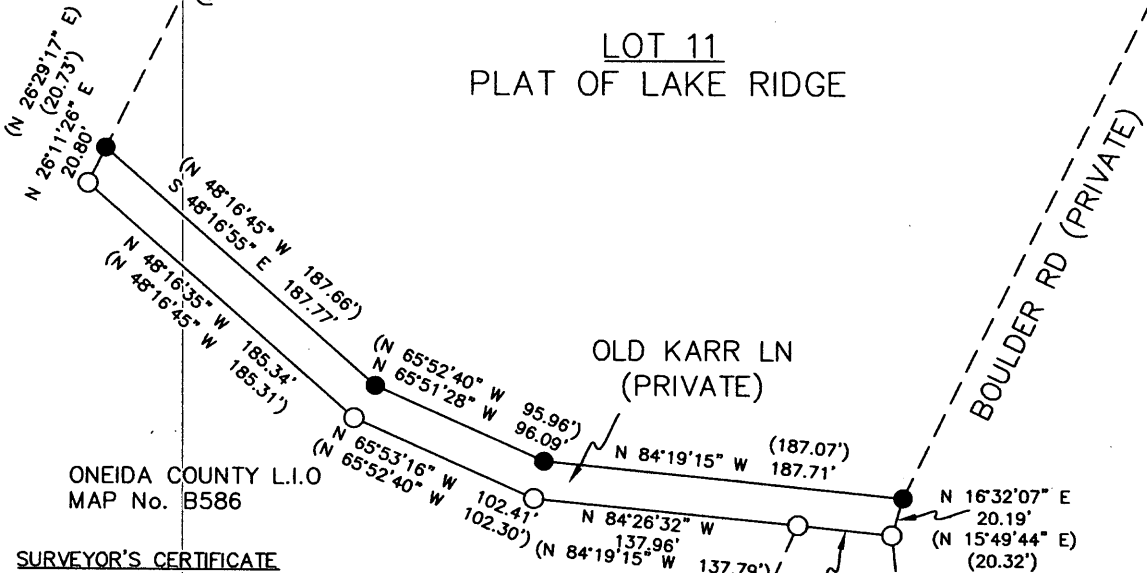 LOT 11
PLAT OF LAKE RIDGE
(N 26°29'17" E)
(20.73')
N 26°11'26" E
20.80'
(N 48°16'45" W 187.66')
S 48°16'55" E 187.77'
N 48°16'35" W 185.34'
(N 48°16'45" W 185.31')
(N 65°52'40" W 95.96')
N 65°51'28" W 96.09'
OLD KARR LN
(PRIVATE)
BOULDER RD (PRIVATE)
N 84°19'15" W (187.07')
187.71'
N 65°53'16" W 102.41'
(N 65°52'40" W 102.30')
N 84°26'32" W
137.96'
(N 84°19'15" W 137.79')
N 16°32'07" E
20.19'
(N 15°49'44" E)
(20.32')
ONEIDA COUNTY L.I.O
MAP No. B586
SURVEYOR'S CERTIFICATE